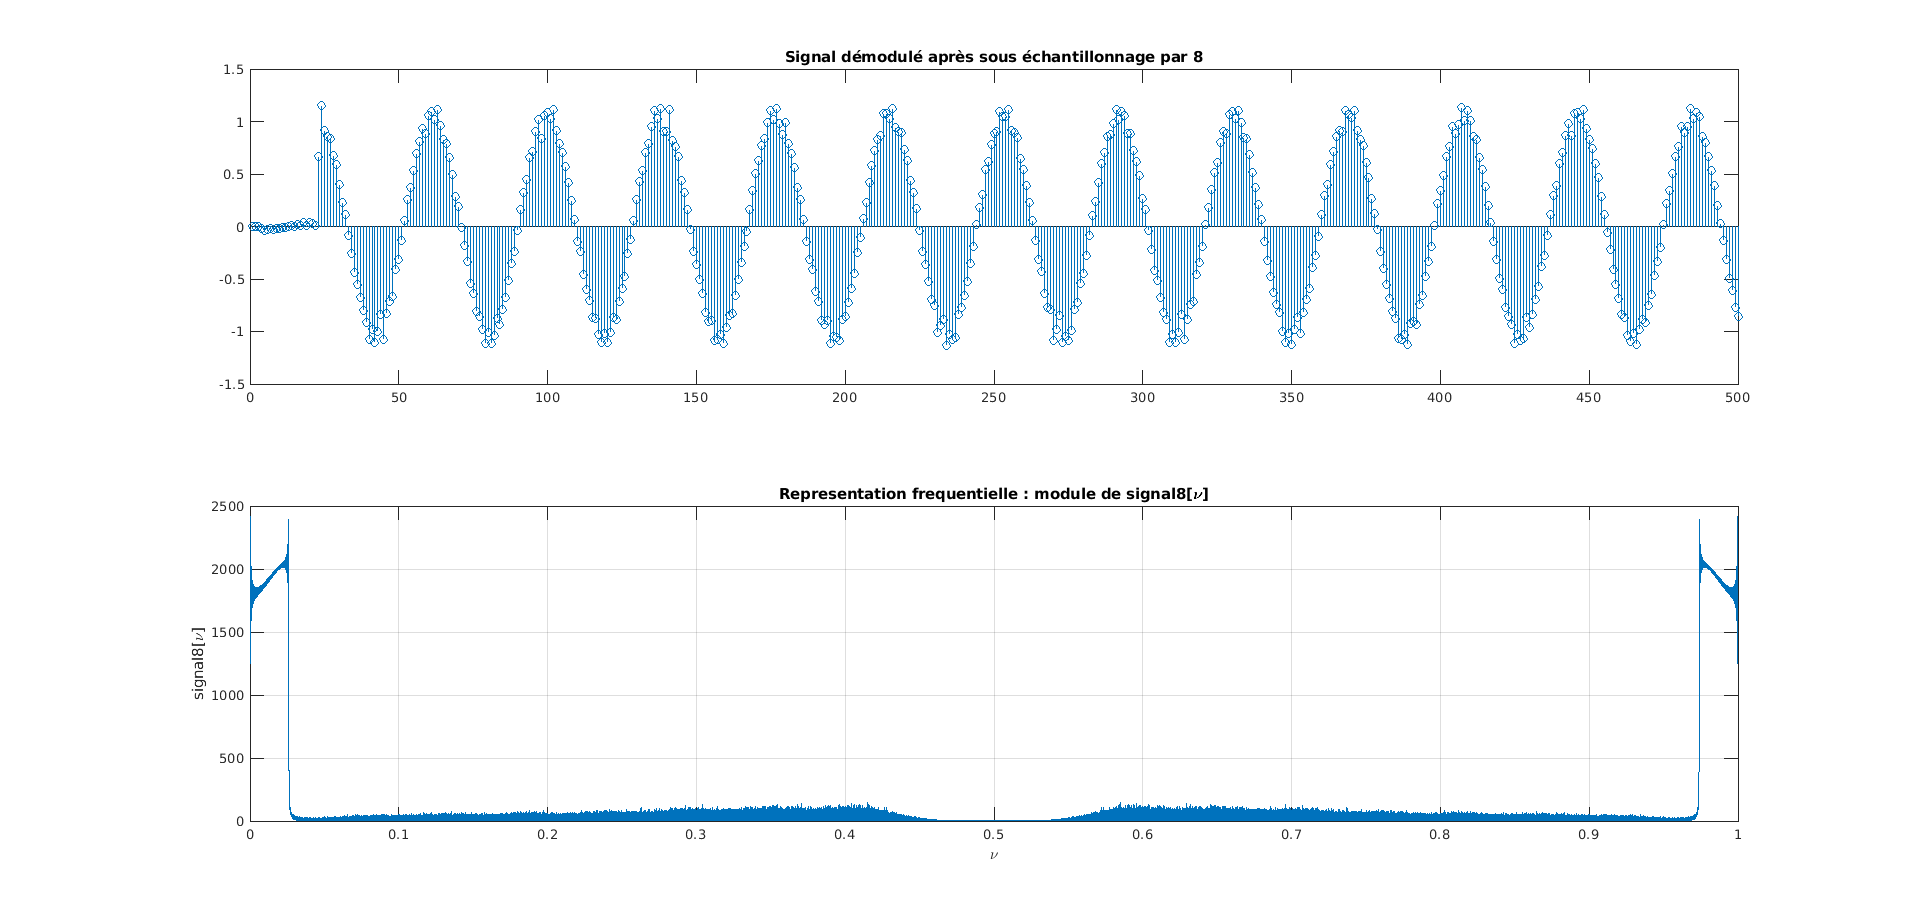 Signal démodulé après sous échantillonnage par 8
1.5
1
0.5
0
-0.5
-1
-1.5
0 50 100 150 200 250 300 350 400 450 500
Representation frequentielle : module de signal8[ν]
2500
2000
1500
1000
500
0
signal8[ν]
0 0.1 0.2 0.3 0.4 0.5 0.6 0.7 0.8 0.9 1
ν